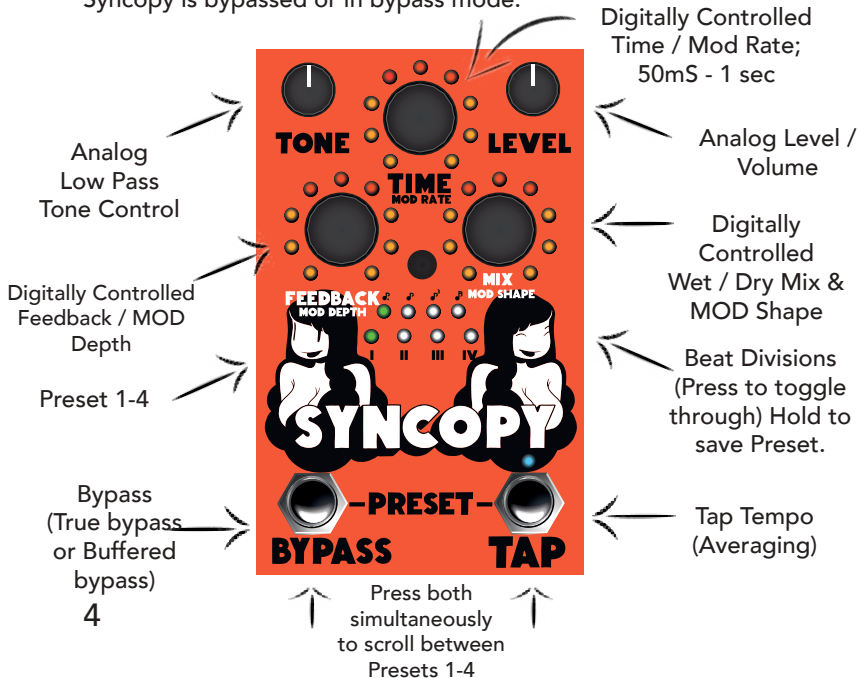 Syncopy is bypassed or in bypass mode.
Digitally Controlled
Time / Mod Rate;
50mS - 1 sec
Analog
Low Pass
Tone Control
Analog Level /
Volume
Digitally Controlled
Feedback / MOD
Depth
Digitally
Controlled
Wet / Dry Mix &
MOD Shape
Preset 1-4
Beat Divisions
(Press to toggle
through) Hold to
save Preset.
Bypass
(True bypass
or Buffered
bypass)
Tap Tempo
(Averaging)
TONE
LEVEL
TIME
MOD RATE
FEEDBACK
MOD DEPTH
MIX
MOD SHAPE
I II III IV
SYNCOPY
-PRESET-
BYPASS
TAP
4
Press both
simultaneously
to scroll between
Presets 1-4